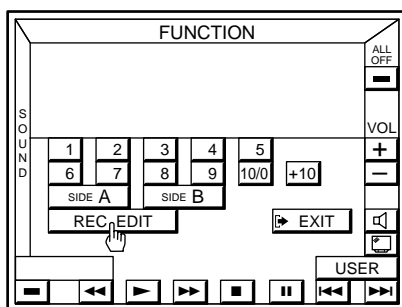 FUNCTION
ALL
OFF
SOUND
VOL
1 2 3 4 5
+
6 7 8 9 10/0 +10
−
SIDE A SIDE B
REC EDIT EXIT
USER